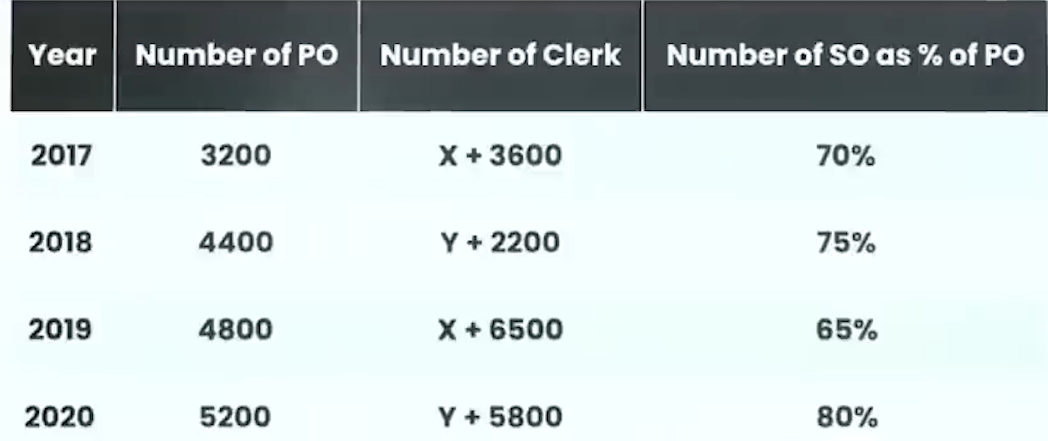 Year Number of PO Number of Clerk Number of SO as % of PO
2017 3200 X + 3600 70%
2018 4400 Y + 2200 75%
2019 4800 X + 6500 65%
2020 5200 Y + 5800 80%